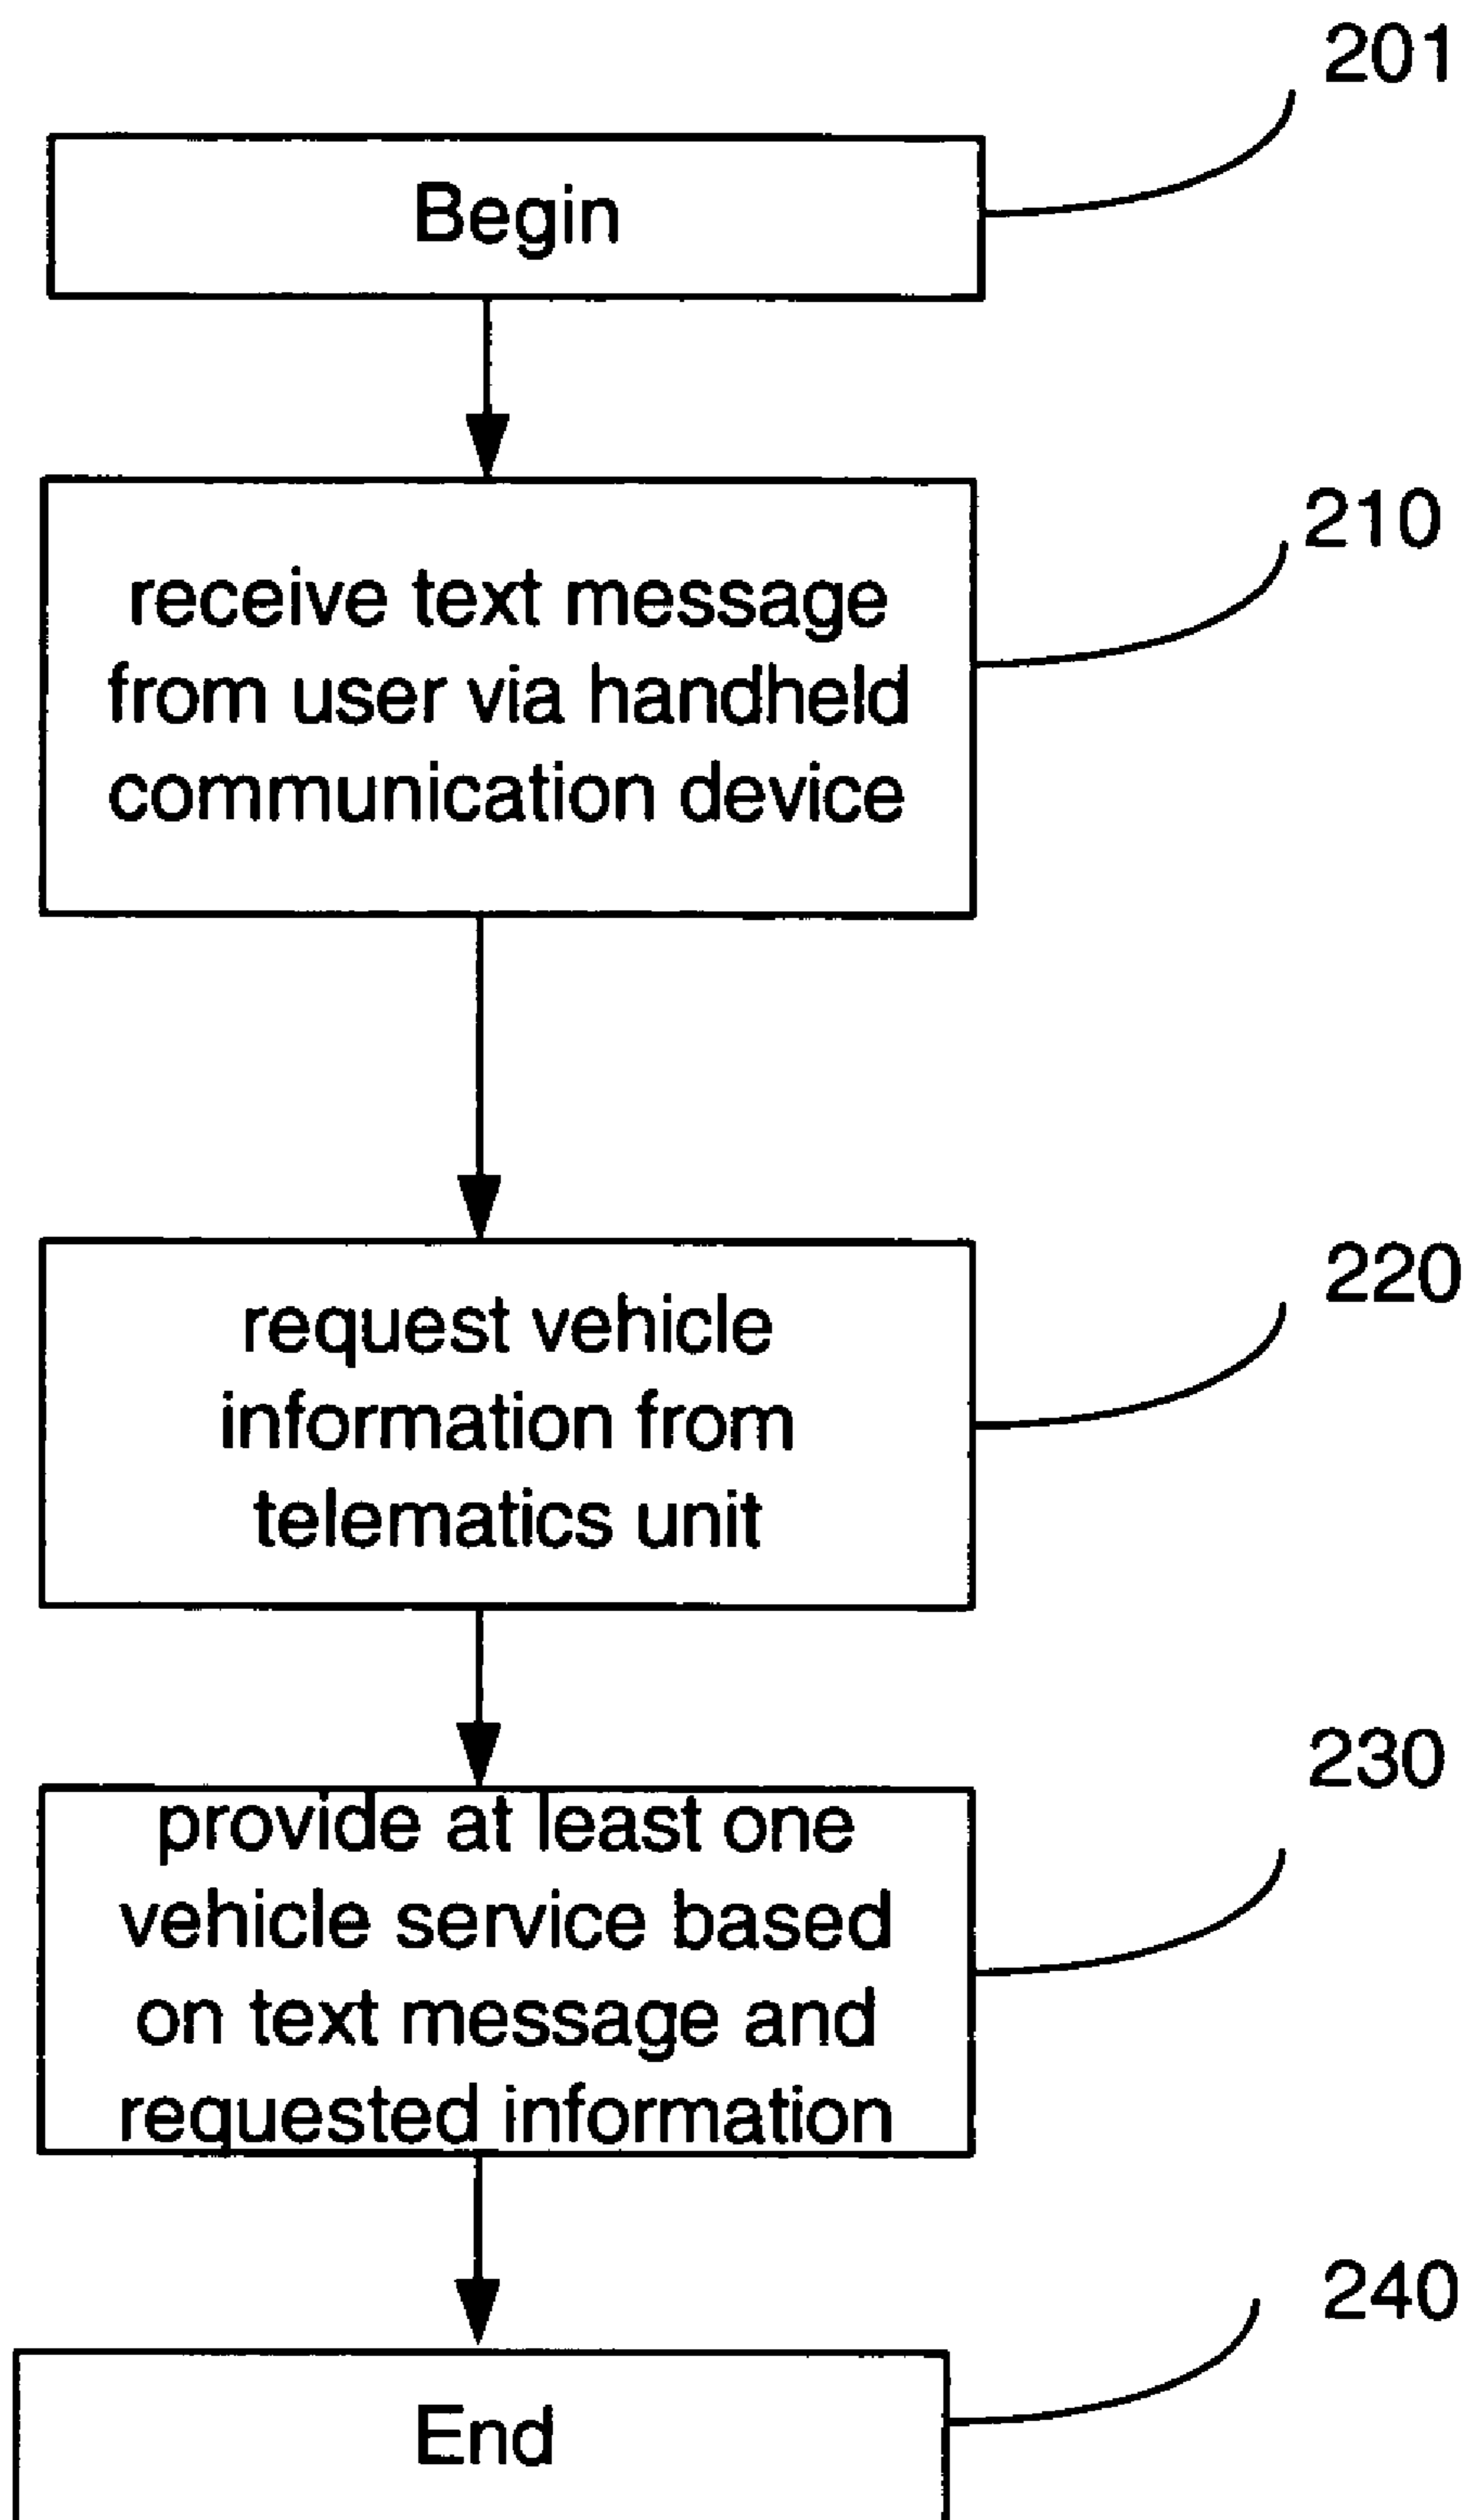 201
Begin
210
receive text message
from user via handheld
communication device
220
request vehicle
information from
telematics unit
230
provide at least one
vehicle service based
on text message and
requested information
240
End